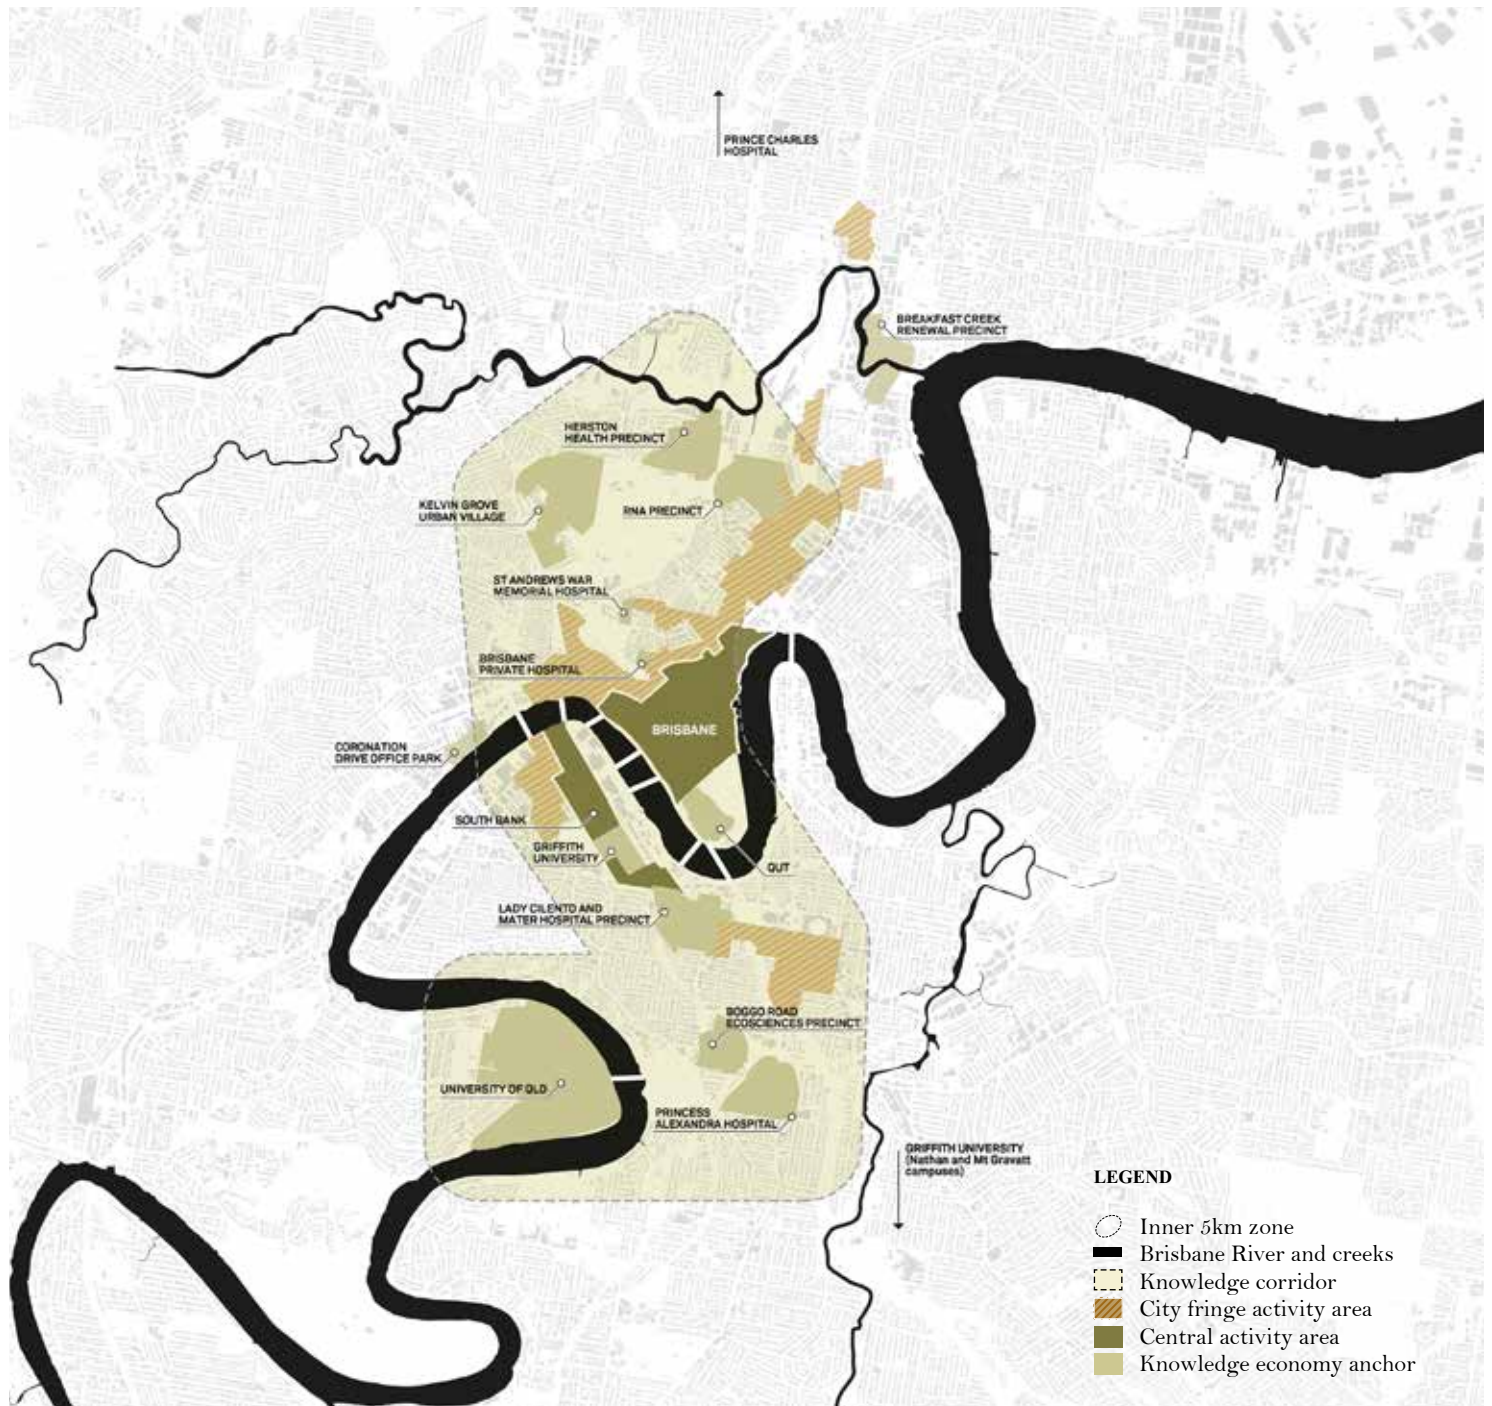 PRINCE CHARLES
HOSPITAL
BREAKFAST CREEK
RENEWAL PRECINCT
HERSTON
HEALTH PRECINCT
KELVIN GROVE
URBAN VILLAGE
RNA PRECINCT
ST ANDREWS WAR
MEMORIAL HOSPITAL
BRISBANE
PRIVATE HOSPITAL
BRISBANE
CORONATION
DRIVE OFFICE PARK
SOUTH BANK
GRIFFITH
UNIVERSITY
QUT
LADY CILENTO AND
MATER HOSPITAL PRECINCT
BOGGO ROAD
ECOSCIENCES PRECINCT
UNIVERSITY OF QLD
PRINCESS
ALEXANDRA HOSPITAL
GRIFFITH UNIVERSITY
(Nathan and Mt Gravatt
campuses)
LEGEND
Inner 5km zone
Brisbane River and creeks
Knowledge corridor
City fringe activity area
Central activity area
Knowledge economy anchor